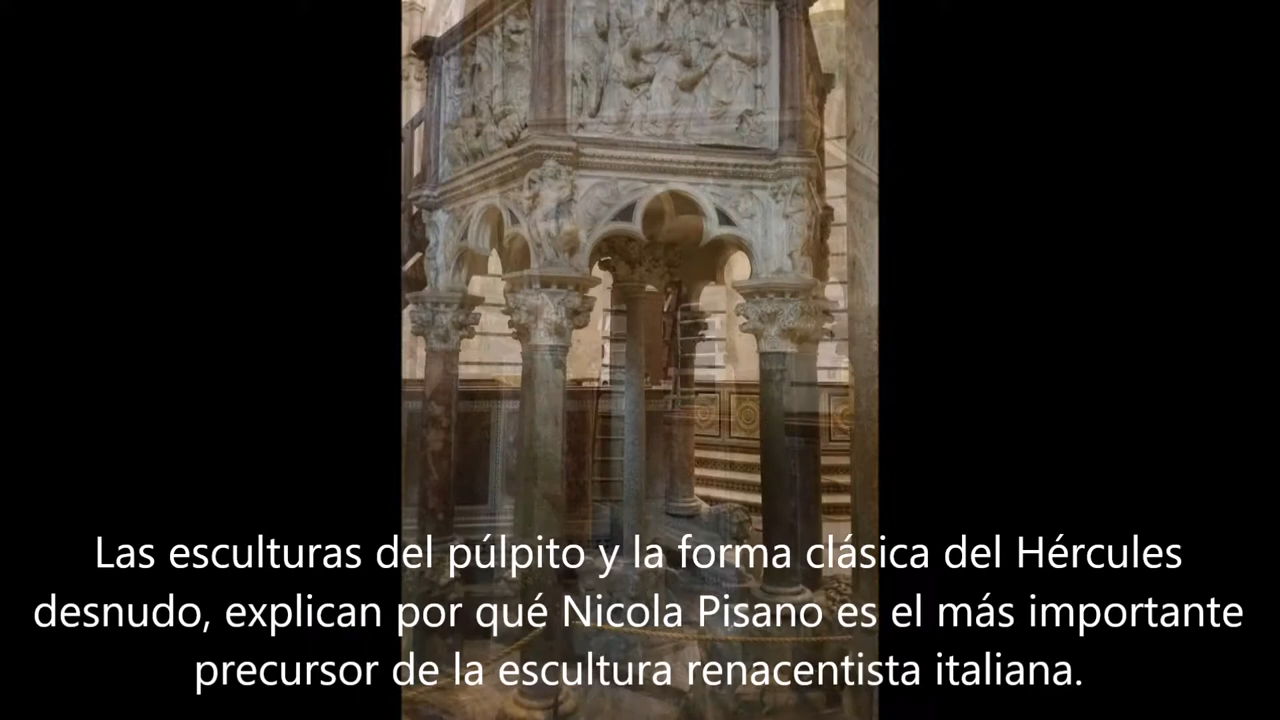 Las esculturas del púlpito y la forma clásica del Hércules
desnudo, explican por qué Nicola Pisano es el más importante
precursor de la escultura renacentista italiana.